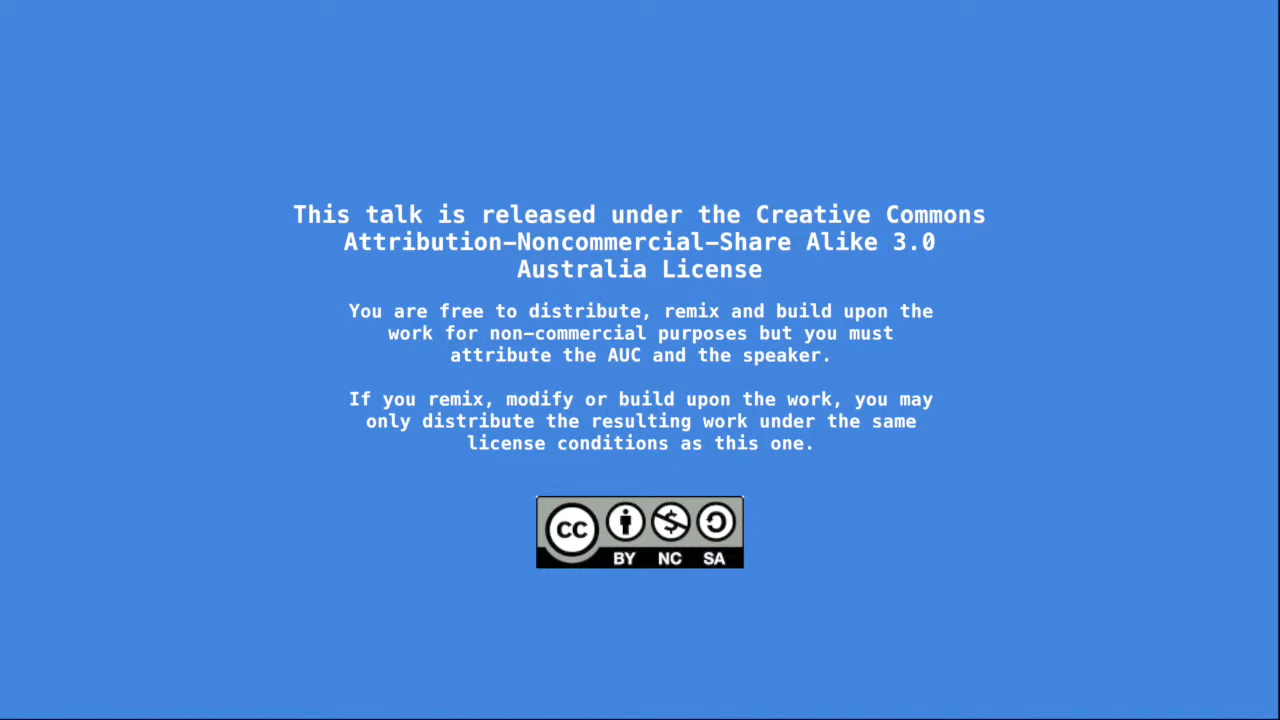 This talk is released under the Creative Commons
Attribution-Noncommercial-Share Alike 3.0
Australia License
You are free to distribute, remix and build upon the
work for non-commercial purposes but you must
attribute the AUC and the speaker.
If you remix, modify or build upon the work, you may
only distribute the resulting work under the same
license conditions as this one.
CC
BY NC SA